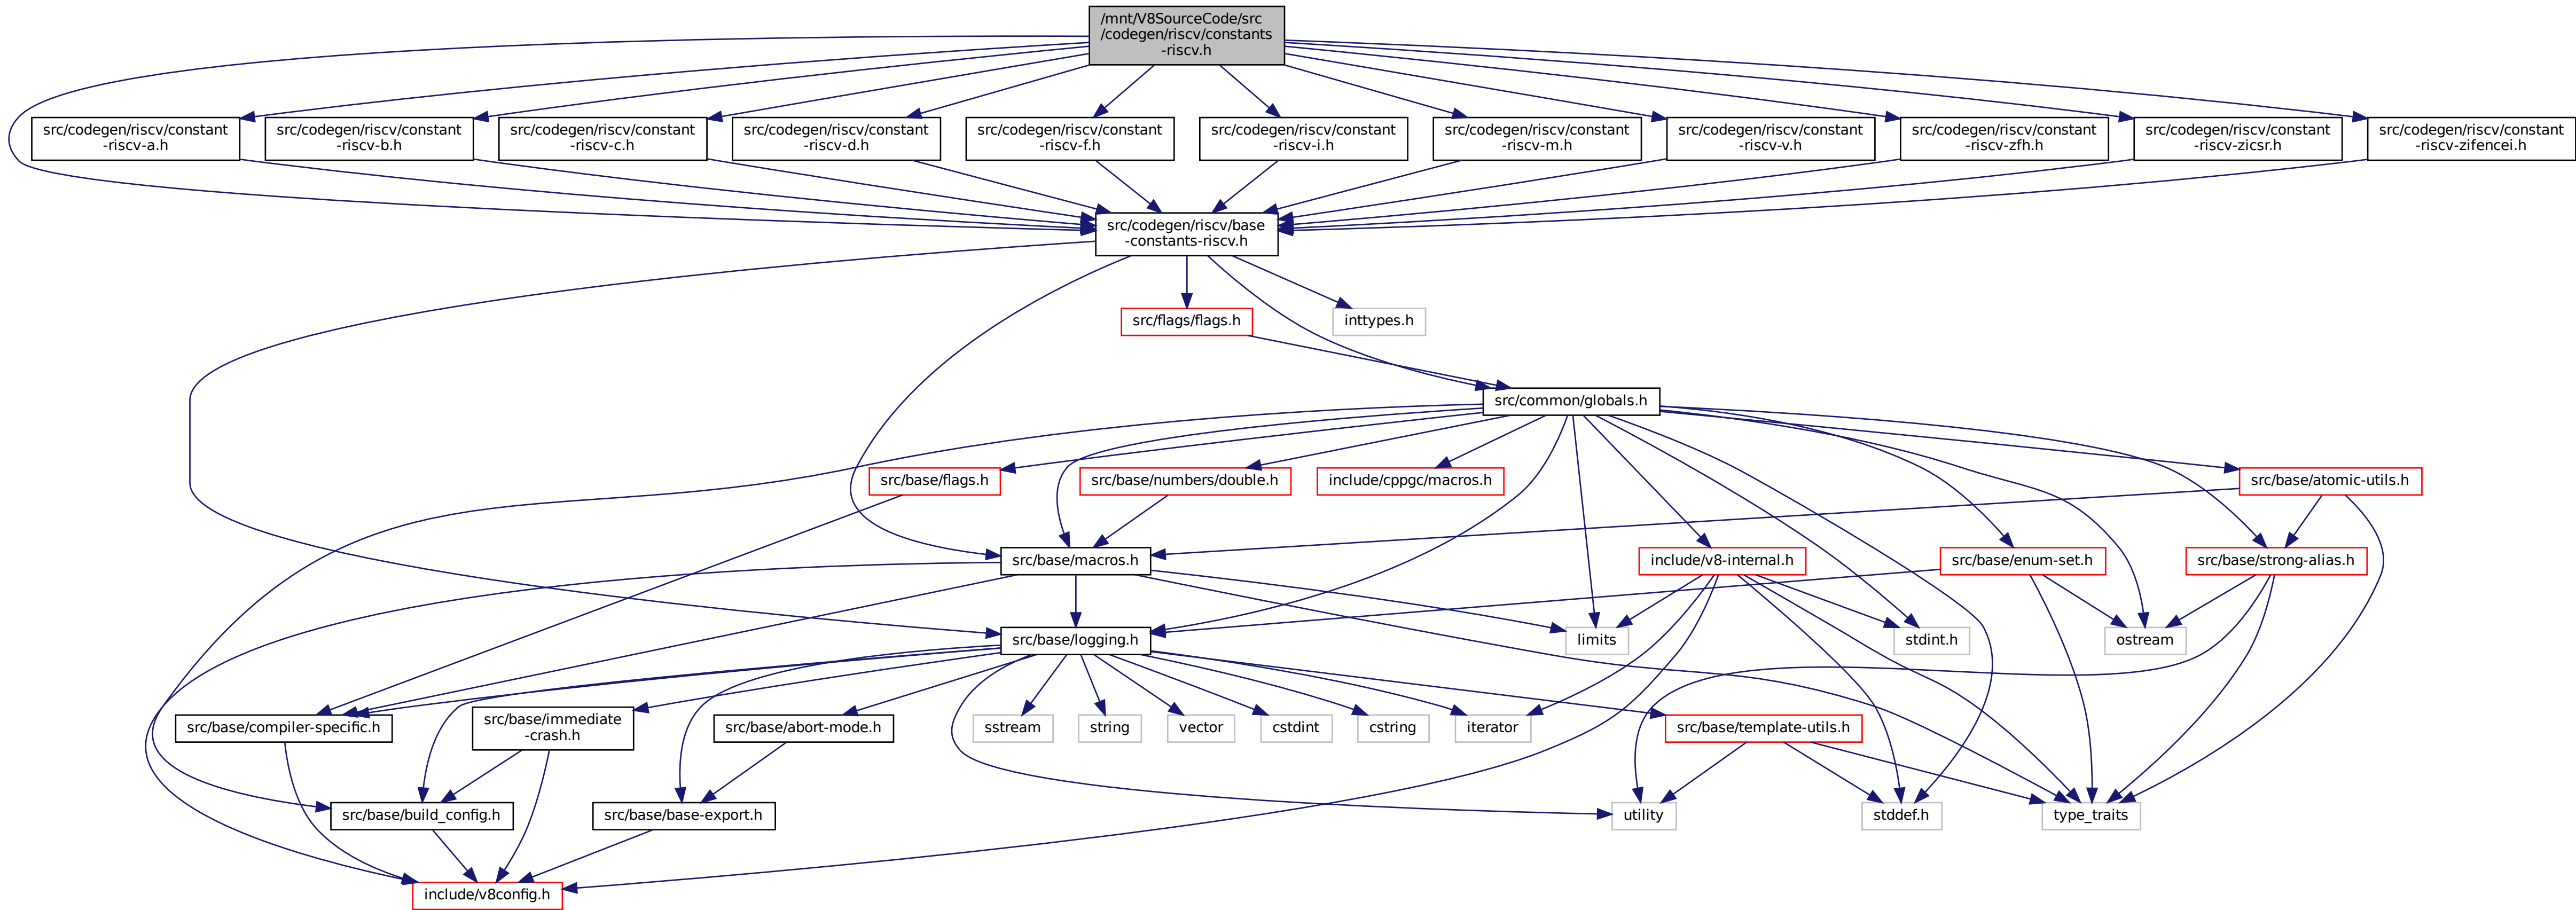 /mnt/V8SourceCode/src
/codegen/riscv/constants
-riscv.h
src/codegen/riscv/constant
-riscv-a.h
src/codegen/riscv/constant
-riscv-b.h
src/codegen/riscv/constant
-riscv-c.h
src/codegen/riscv/constant
-riscv-d.h
src/codegen/riscv/constant
-riscv-f.h
src/codegen/riscv/constant
-riscv-i.h
src/codegen/riscv/constant
-riscv-m.h
src/codegen/riscv/constant
-riscv-v.h
src/codegen/riscv/constant
-riscv-zfh.h
src/codegen/riscv/constant
-riscv-zicsr.h
src/codegen/riscv/constant
-riscv-zifencei.h
src/codegen/riscv/base
-constants-riscv.h
src/flags/flags.h
inttypes.h
src/common/globals.h
src/base/flags.h
src/base/numbers/double.h
include/cppgc/macros.h
src/base/atomic-utils.h
src/base/macros.h
include/v8-internal.h
src/base/enum-set.h
src/base/strong-alias.h
src/base/logging.h
limits
stdint.h
ostream
src/base/compiler-specific.h
src/base/immediate
-crash.h
src/base/abort-mode.h
sstream
string
vector
cstdint
cstring
iterator
src/base/template-utils.h
src/base/build_config.h
src/base/base-export.h
utility
stddef.h
type_traits
include/v8config.h